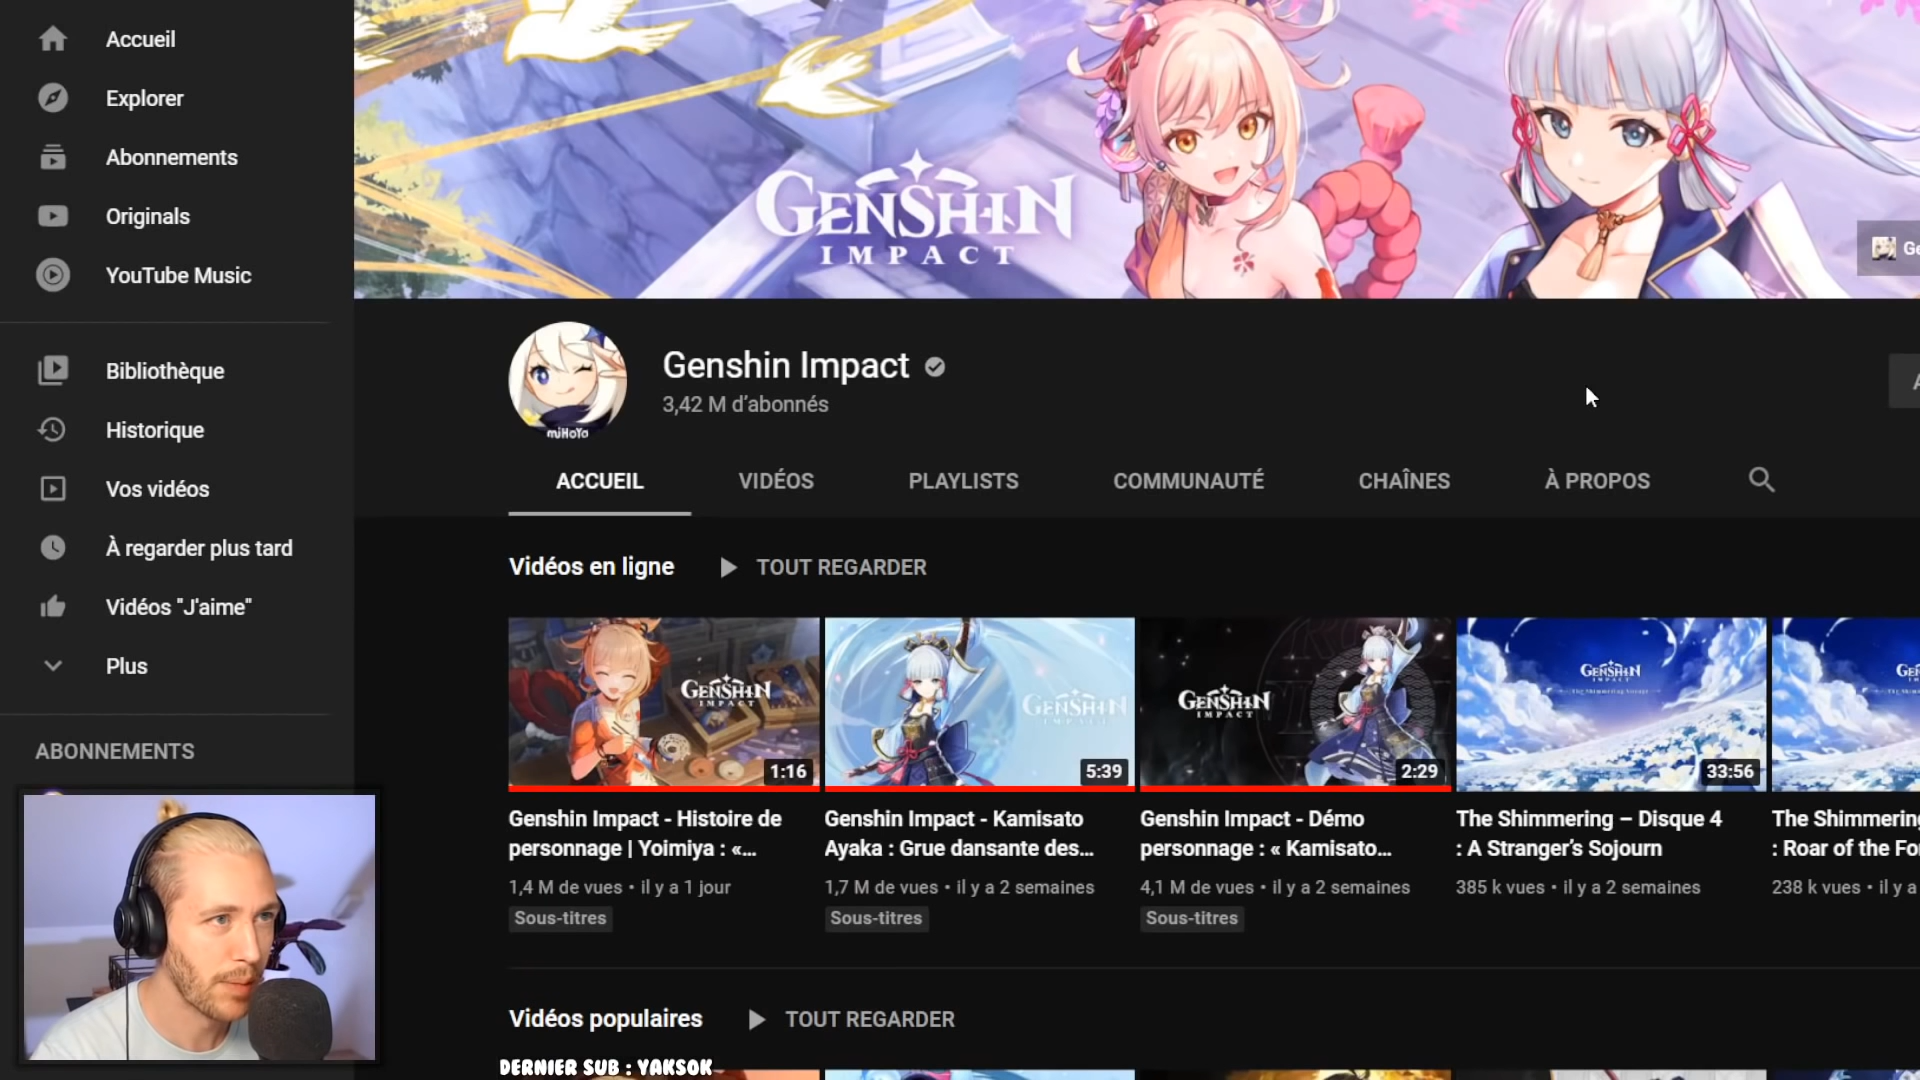 Accueil
Explorer
Abonnements
Originals
YouTube Music
Bibliothèque
Historique
Vos vidéos
À regarder plus tard
Vidéos "J'aime"
Plus
ABONNEMENTS
GENSHIN
IMPACT
miHoYo
Genshin Impact
3,42 M d'abonnés
ACCUEIL
VIDÉOS
PLAYLISTS
COMMUNAUTÉ
CHAÎNES
À PROPOS
Vidéos en ligne
TOUT REGARDER
GENSHIN
IMPACT
1:16
Genshin Impact - Histoire de
personnage | Yoimiya : «...
1,4 M de vues • il y a 1 jour
Sous-titres
GENSHIN
IMPACT
5:39
Genshin Impact - Kamisato
Ayaka : Grue dansante des...
1,7 M de vues • il y a 2 semaines
Sous-titres
GENSHIN
IMPACT
2:29
Genshin Impact - Démo
personnage : « Kamisato...
4,1 M de vues • il y a 2 semaines
Sous-titres
GENSHIN
IMPACT
The Shimmering Voyage
33:56
The Shimmering – Disque 4
: A Stranger's Sojourn
385 k vues • il y a 2 semaines
The Shimmering
: Roar of the Fo
238 k vues • il y a
Vidéos populaires
TOUT REGARDER
DERNIER SUB : YAKSOK